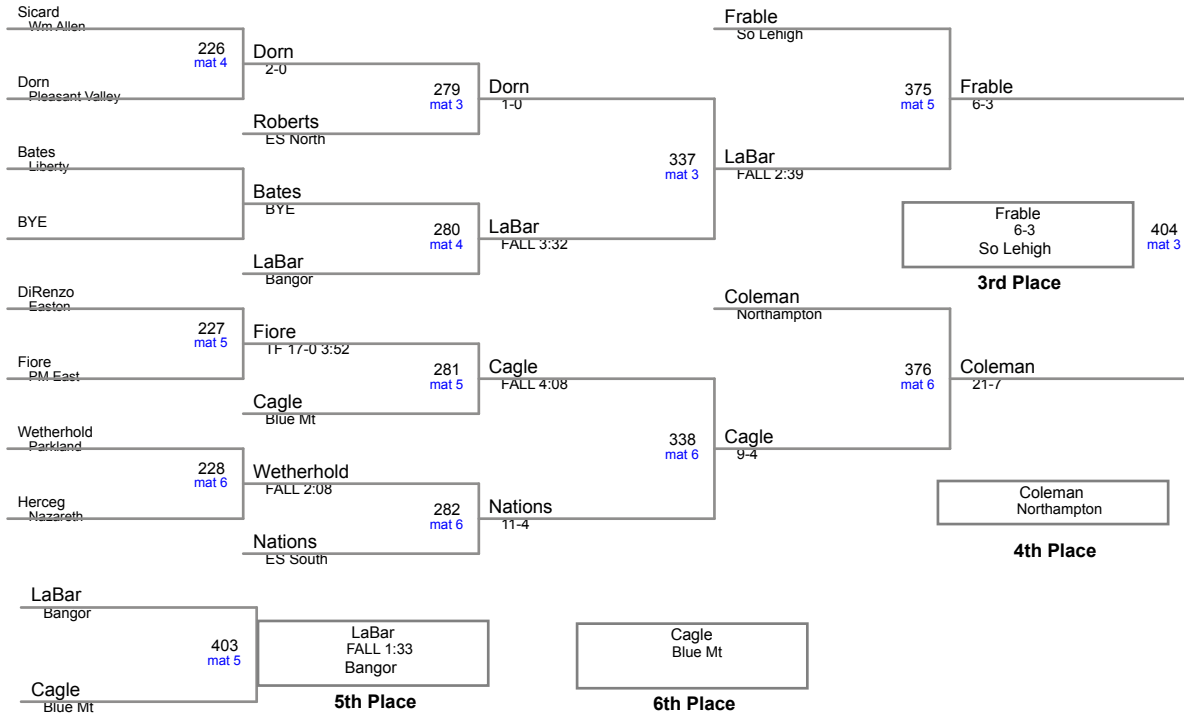 Sicard
Wm Allen
226
mat 4
Dorn
Pleasant Valley
Dorn
2-0
279
mat 3
Roberts
ES North
Bates
Liberty
BYE
Bates
BYE
280
mat 4
LaBar
Bangor
Dorn
1-0
337
mat 3
LaBar
FALL 3:32
Frable
So Lehigh
375
mat 5
LaBar
FALL 2:39
Frable
6-3
Frable
6-3
So Lehigh
404
mat 3
3rd Place
DiRenzo
Easton
227
mat 5
Fiore
PM East
Fiore
TF 17-0 3:52
281
mat 5
Cagle
Blue Mt
Wetherhold
Parkland
228
mat 6
Herceg
Nazareth
Wetherhold
FALL 2:08
282
mat 6
Nations
ES South
Cagle
FALL 4:08
338
mat 6
Nations
11-4
Coleman
Northampton
376
mat 6
Cagle
9-4
Coleman
21-7
Coleman
Northampton
4th Place
LaBar
Bangor
403
mat 5
Cagle
Blue Mt
LaBar
FALL 1:33
Bangor
5th Place
Cagle
Blue Mt
6th Place